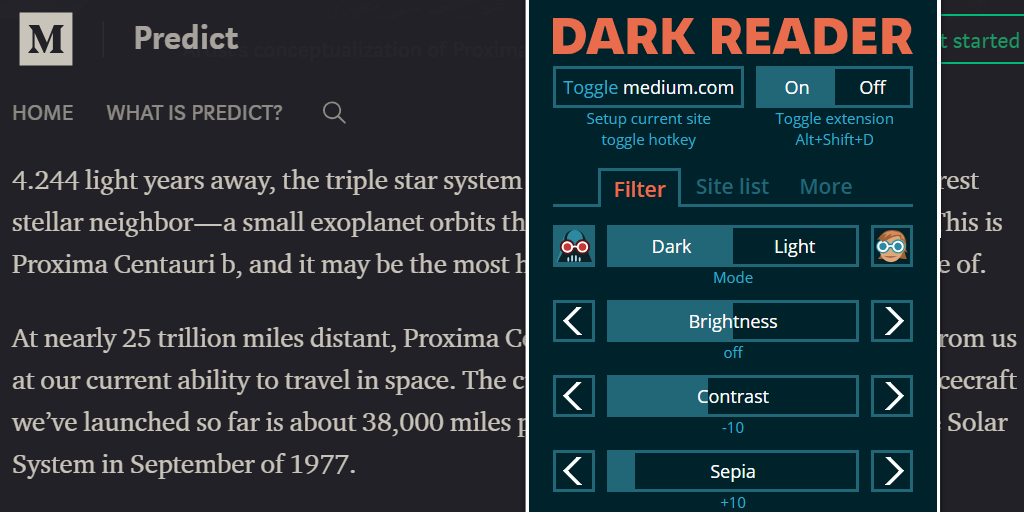 M Predict
s conceptualization of Proxima
t started
HOME WHAT IS PREDICT?
4.244 light years away, the triple star system
rest
stellar neighbor—a small exoplanet orbits th
This is
Proxima Centauri b, and it may be the most h
e of.
At nearly 25 trillion miles distant, Proxima Ce
rom us
at our current ability to travel in space. The c
cecraft
we’ve launched so far is about 38,000 miles p
Solar
System in September of 1977.
DARK READER
Toggle medium.com
On Off
Setup current site
toggle hotkey
Toggle extension
Alt+Shift+D
Filter Site list More
Dark Light
Mode
Brightness
off
Contrast
-10
Sepia
+10